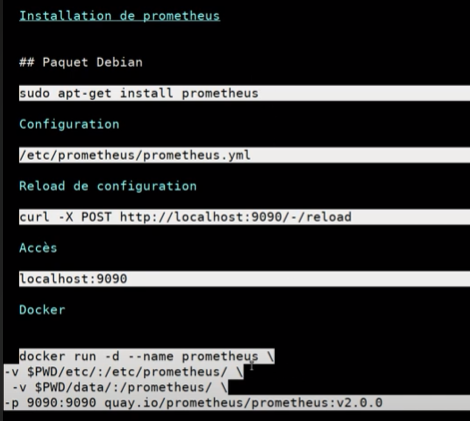 Installation de prometheus
## Paquet Debian
sudo apt-get install prometheus
Configuration
/etc/prometheus/prometheus.yml
Reload de configuration
curl -X POST http://localhost:9090/-/reload
Accès
localhost:9090
Docker
docker run -d --name prometheus \
-v $PWD/etc/:/etc/prometheus/ \
-v $PWD/data/:/prometheus/ \
-p 9090:9090 quay.io/prometheus/prometheus:v2.0.0